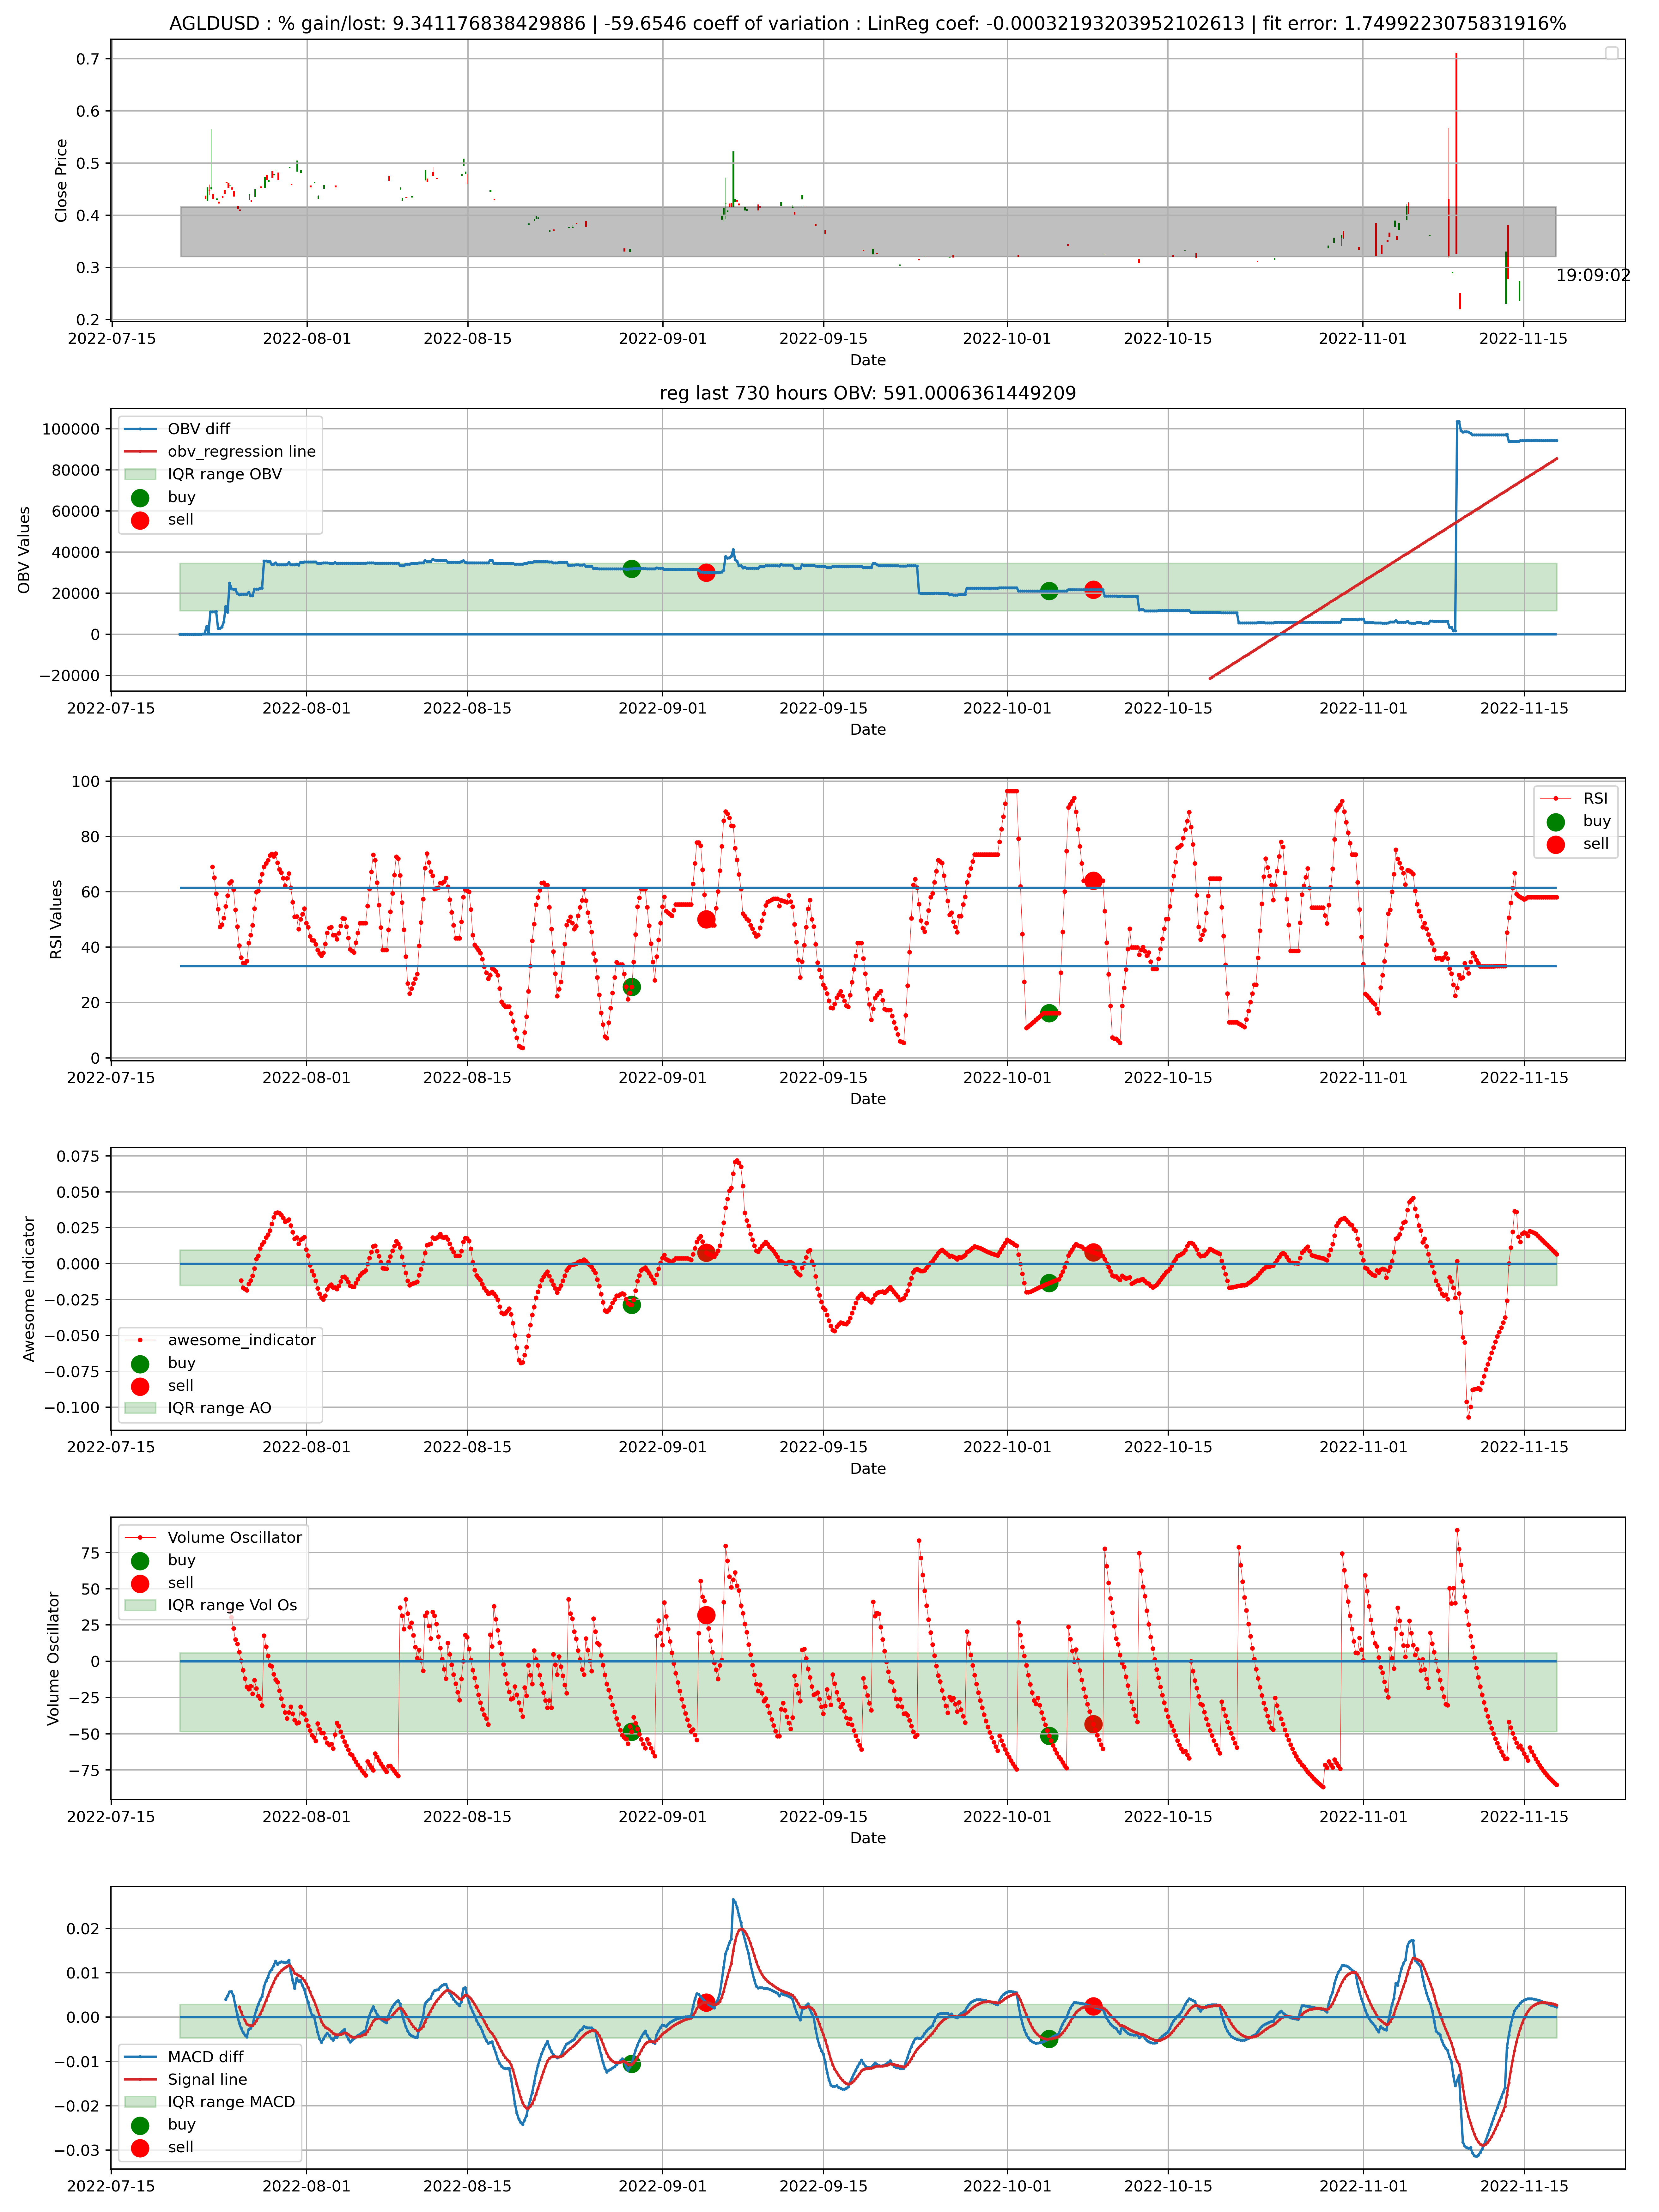 AGLDUSD : % gain/lost: 9.341176838429886 | -59.6546 coeff of variation : LinReg coef: -0.00032193203952102613 | fit error: 1.7499223075831916%
0.7
0.6
0.5
0.4
0.3
0.2
Close Price
19:09:02
2022-07-15 2022-08-01 2022-08-15 2022-09-01 2022-09-15 2022-10-01 2022-10-15 2022-11-01 2022-11-15
Date
reg last 730 hours OBV: 591.0006361449209
100000
80000
60000
40000
20000
0
−20000
OBV Values
OBV diff
obv_regression line
IQR range OBV
buy
sell
2022-07-15 2022-08-01 2022-08-15 2022-09-01 2022-09-15 2022-10-01 2022-10-15 2022-11-01 2022-11-15
Date
100
80
60
40
20
0
RSI Values
RSI
buy
sell
2022-07-15 2022-08-01 2022-08-15 2022-09-01 2022-09-15 2022-10-01 2022-10-15 2022-11-01 2022-11-15
Date
0.075
0.050
0.025
0.000
−0.025
−0.050
−0.075
−0.100
Awesome Indicator
awesome_indicator
buy
sell
IQR range AO
2022-07-15 2022-08-01 2022-08-15 2022-09-01 2022-09-15 2022-10-01 2022-10-15 2022-11-01 2022-11-15
Date
75
50
25
0
−25
−50
−75
Volume Oscillator
Volume Oscillator
buy
sell
IQR range Vol Os
2022-07-15 2022-08-01 2022-08-15 2022-09-01 2022-09-15 2022-10-01 2022-10-15 2022-11-01 2022-11-15
Date
0.02
0.01
0.00
−0.01
−0.02
−0.03
MACD diff
Signal line
IQR range MACD
buy
sell
2022-07-15 2022-08-01 2022-08-15 2022-09-01 2022-09-15 2022-10-01 2022-10-15 2022-11-01 2022-11-15